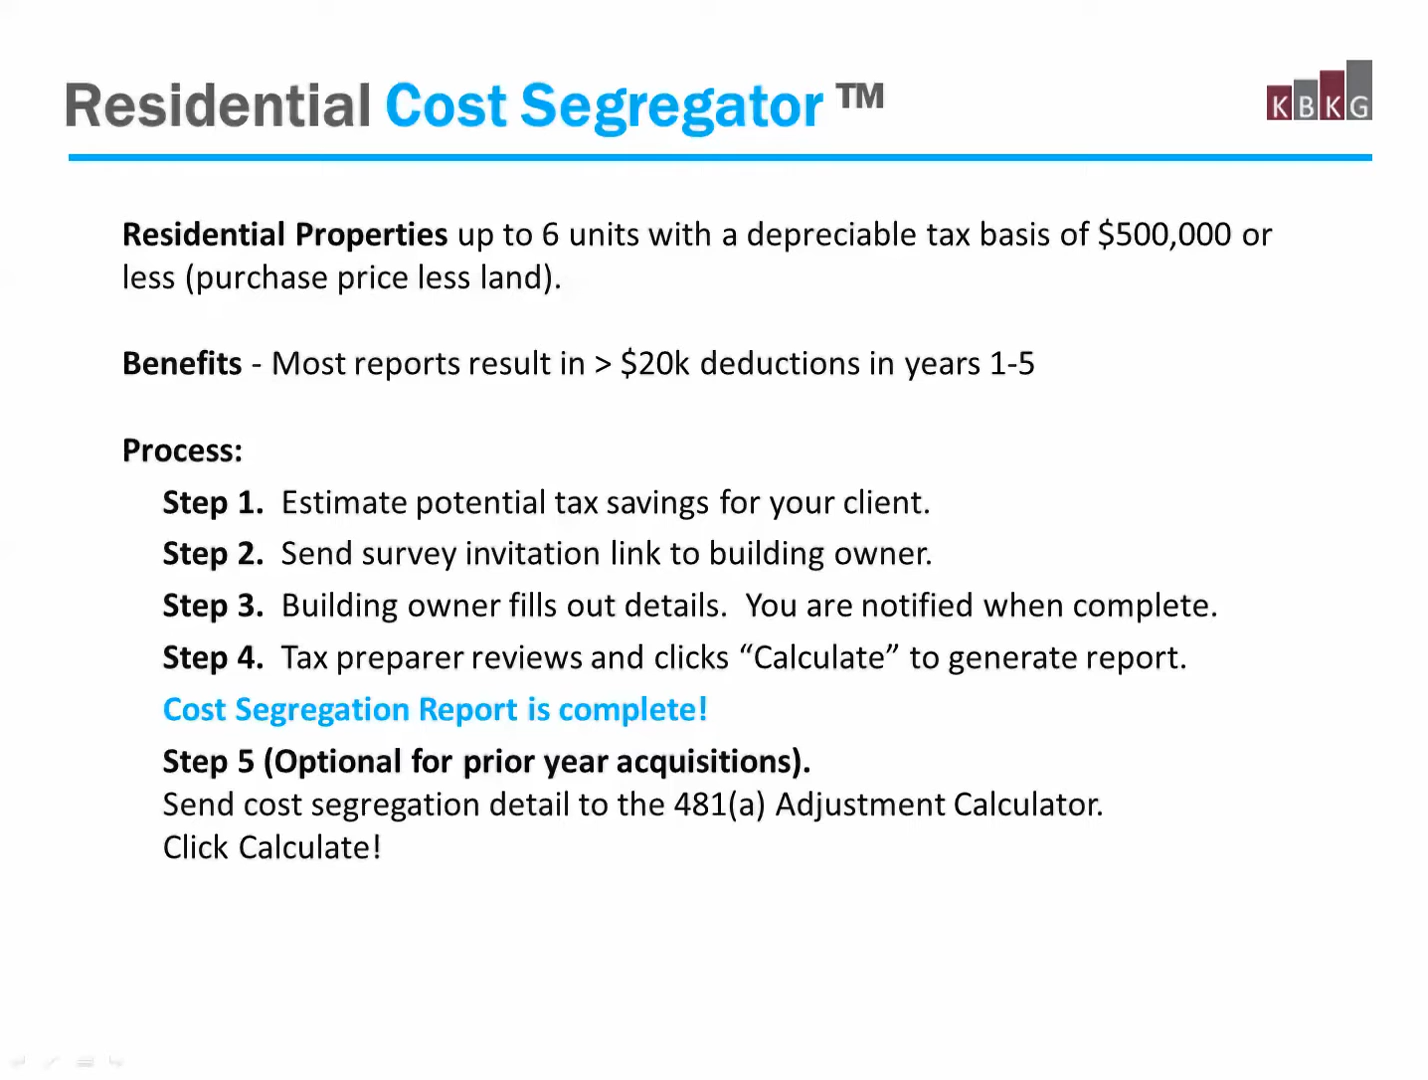 Residential Cost Segregator™
KBKG
Residential Properties up to 6 units with a depreciable tax basis of $500,000 or
less (purchase price less land).
Benefits - Most reports result in > $20k deductions in years 1-5
Process:
Step 1. Estimate potential tax savings for your client.
Step 2. Send survey invitation link to building owner.
Step 3. Building owner fills out details. You are notified when complete.
Step 4. Tax preparer reviews and clicks “Calculate” to generate report.
Cost Segregation Report is complete!
Step 5 (Optional for prior year acquisitions).
Send cost segregation detail to the 481(a) Adjustment Calculator.
Click Calculate!